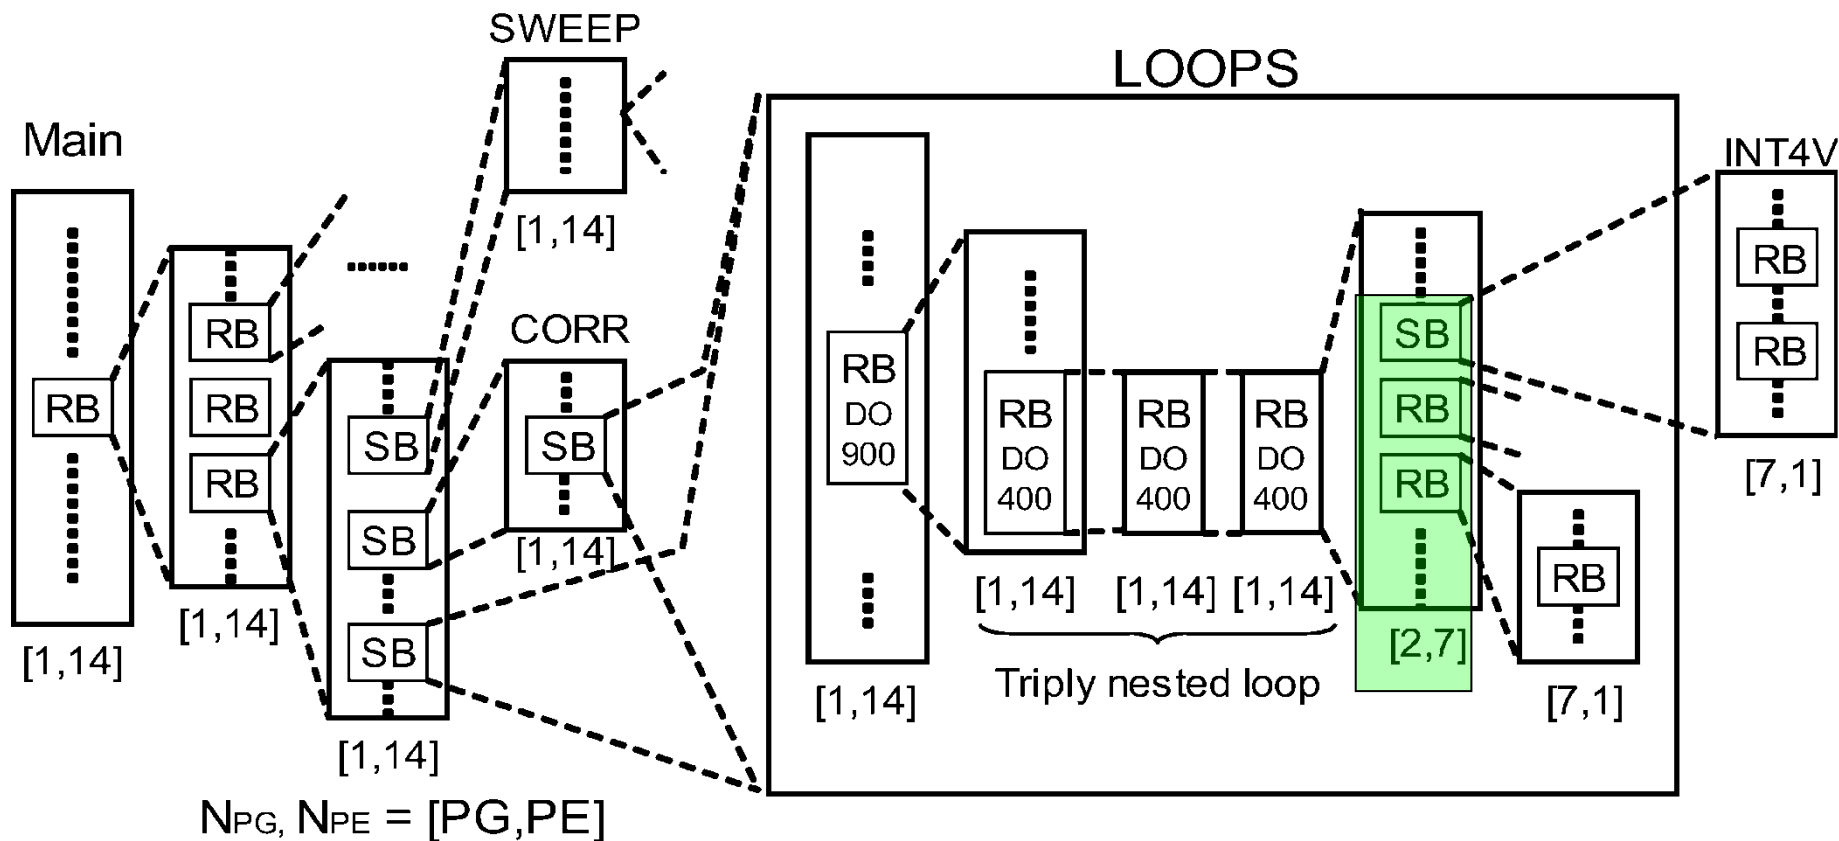 SWEEP
[1,14]
Main
RB
[1,14]
RB
RB
RB
[1,14]
SB
SB
SB
[1,14]
CORR
SB
[1,14]
NPG, NPE = [PG,PE]
LOOPS
RB
DO
900
[1,14]
RB
DO
400
[1,14]
RB
DO
400
[1,14]
RB
DO
400
[1,14]
Triply nested loop
SB
RB
RB
[2,7]
RB
[7,1]
INT4V
RB
RB
[7,1]